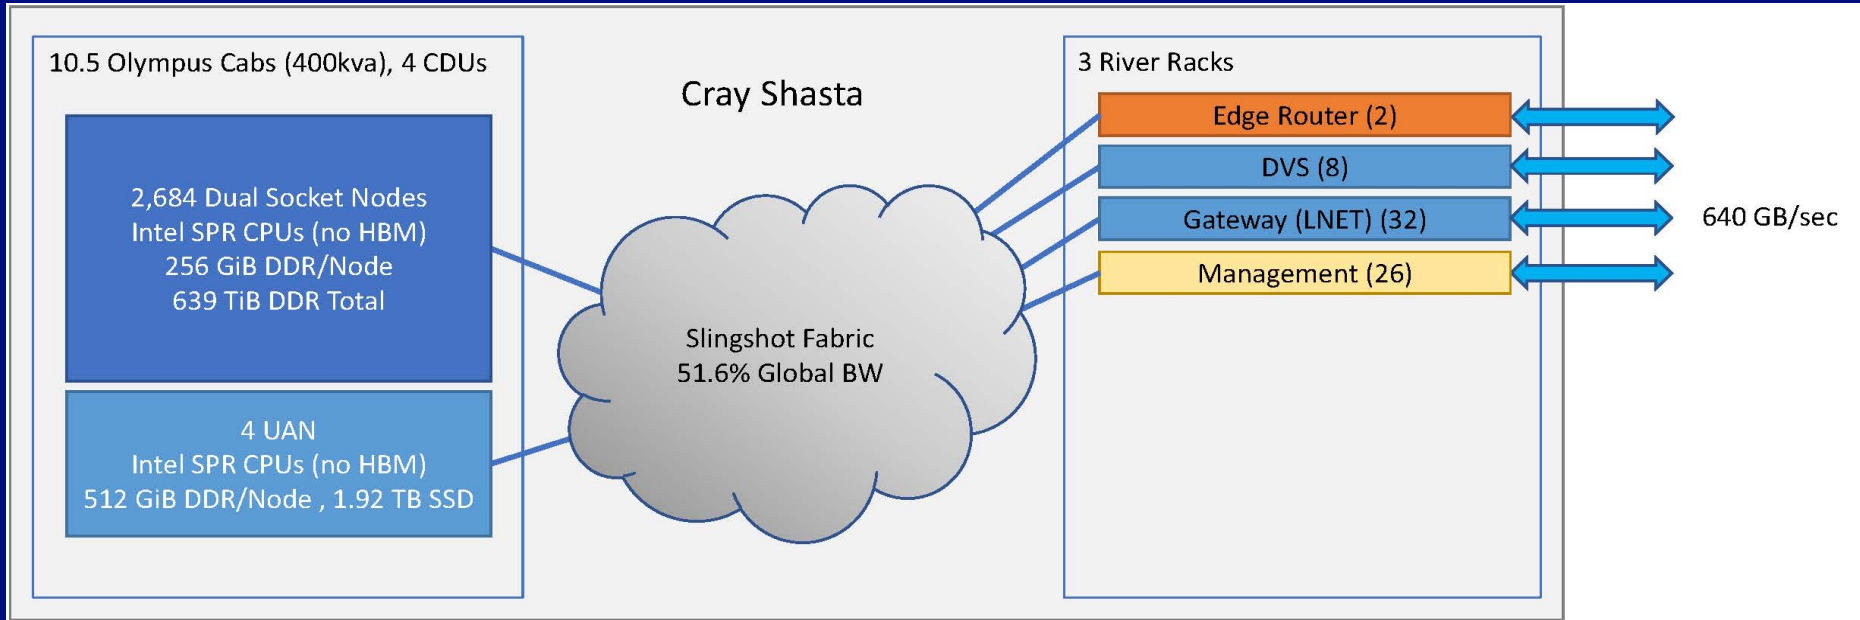 10.5 Olympus Cabs (400kva), 4 CDUs
2,684 Dual Socket Nodes
Intel SPR CPUs (no HBM)
256 GiB DDR/Node
639 TiB DDR Total
4 UAN
Intel SPR CPUs (no HBM)
512 GiB DDR/Node , 1.92 TB SSD
Cray Shasta
Slingshot Fabric
51.6% Global BW
3 River Racks
Edge Router (2)
DVS (8)
Gateway (LNET) (32)
Management (26)
640 GB/sec